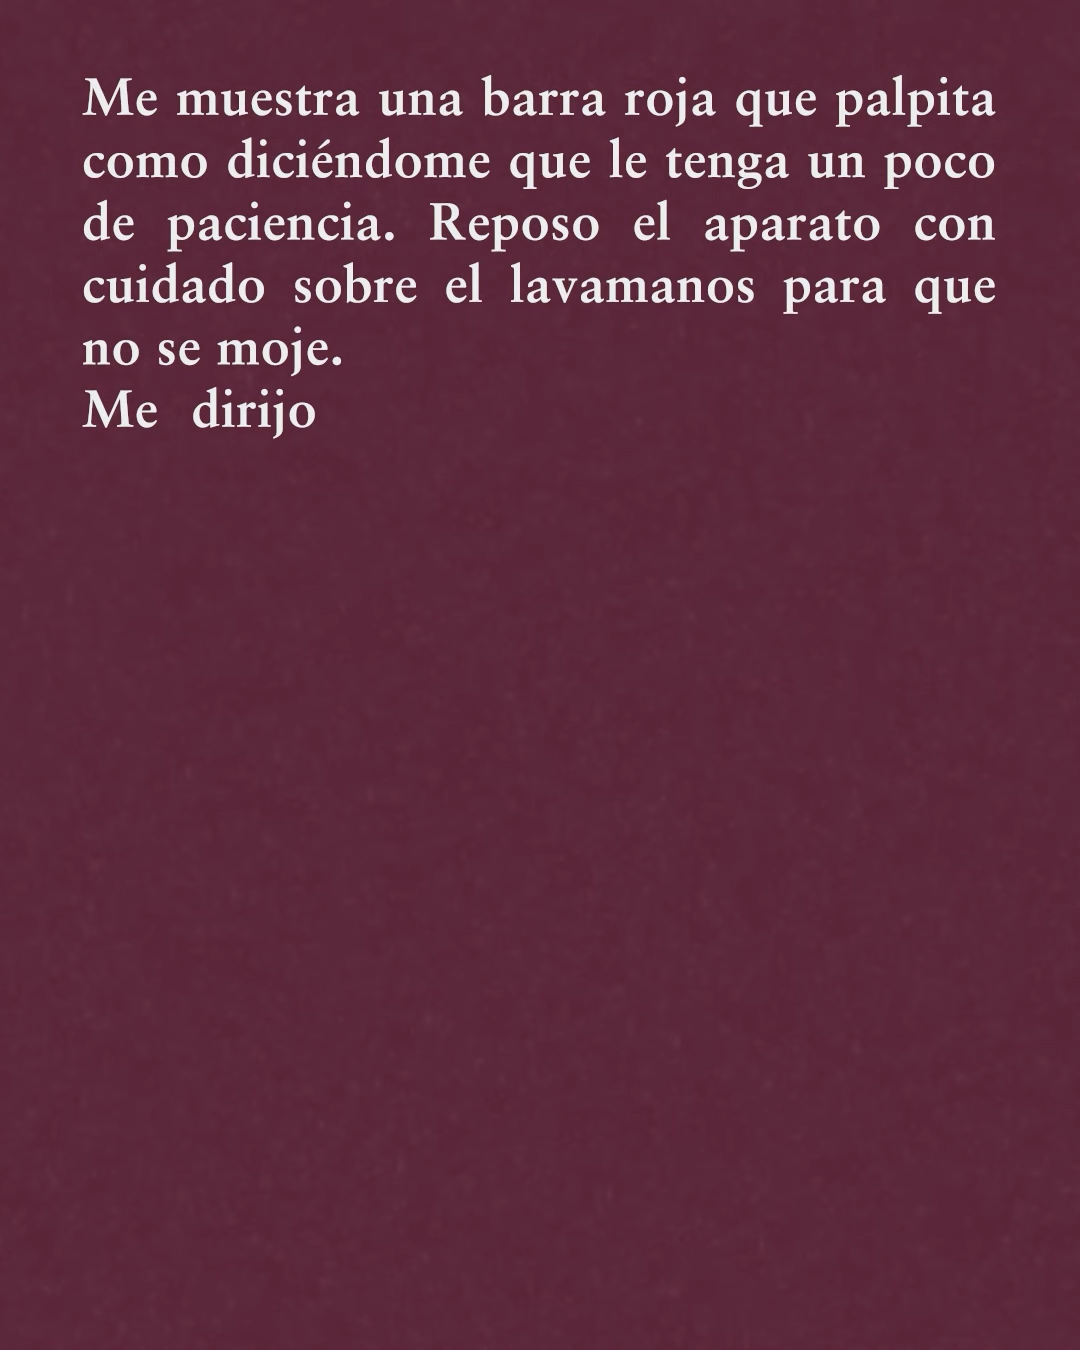 Me muestra una barra roja que palpita
como diciéndome que le tenga un poco
de paciencia. Reposo el aparato con
cuidado sobre el lavamanos para que
no se moje.
Me dirijo